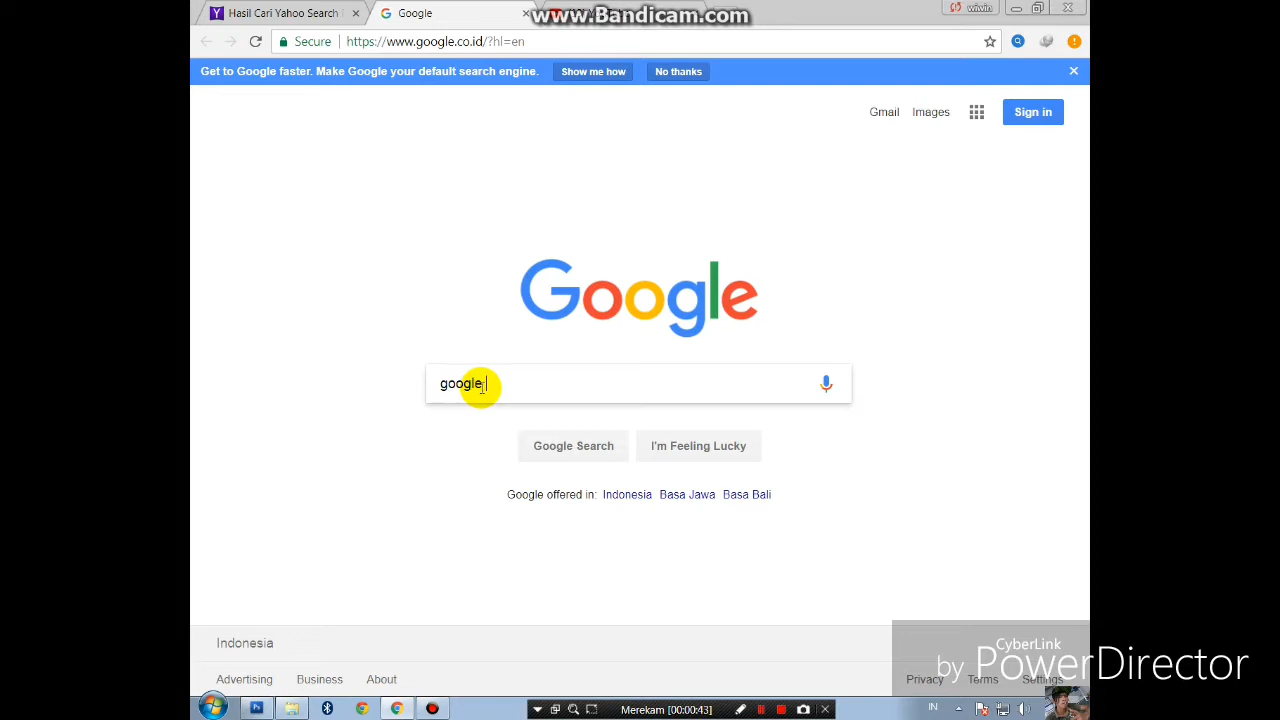 www.Bandicam.com
Hasil Cari Yahoo Search
Google
wiwin
Secure
https://www.google.co.id/?hl=en
Get to Google faster. Make Google your default search engine.
Show me how
No thanks
Gmail
Images
Sign in
Google
google
Google Search
I'm Feeling Lucky
Google offered in: Indonesia Basa Jawa Basa Bali
Indonesia
Advertising
Business
About
Privacy
Terms
Settings
CyberLink
by PowerDirector
Merekam [00:00:43]
IN